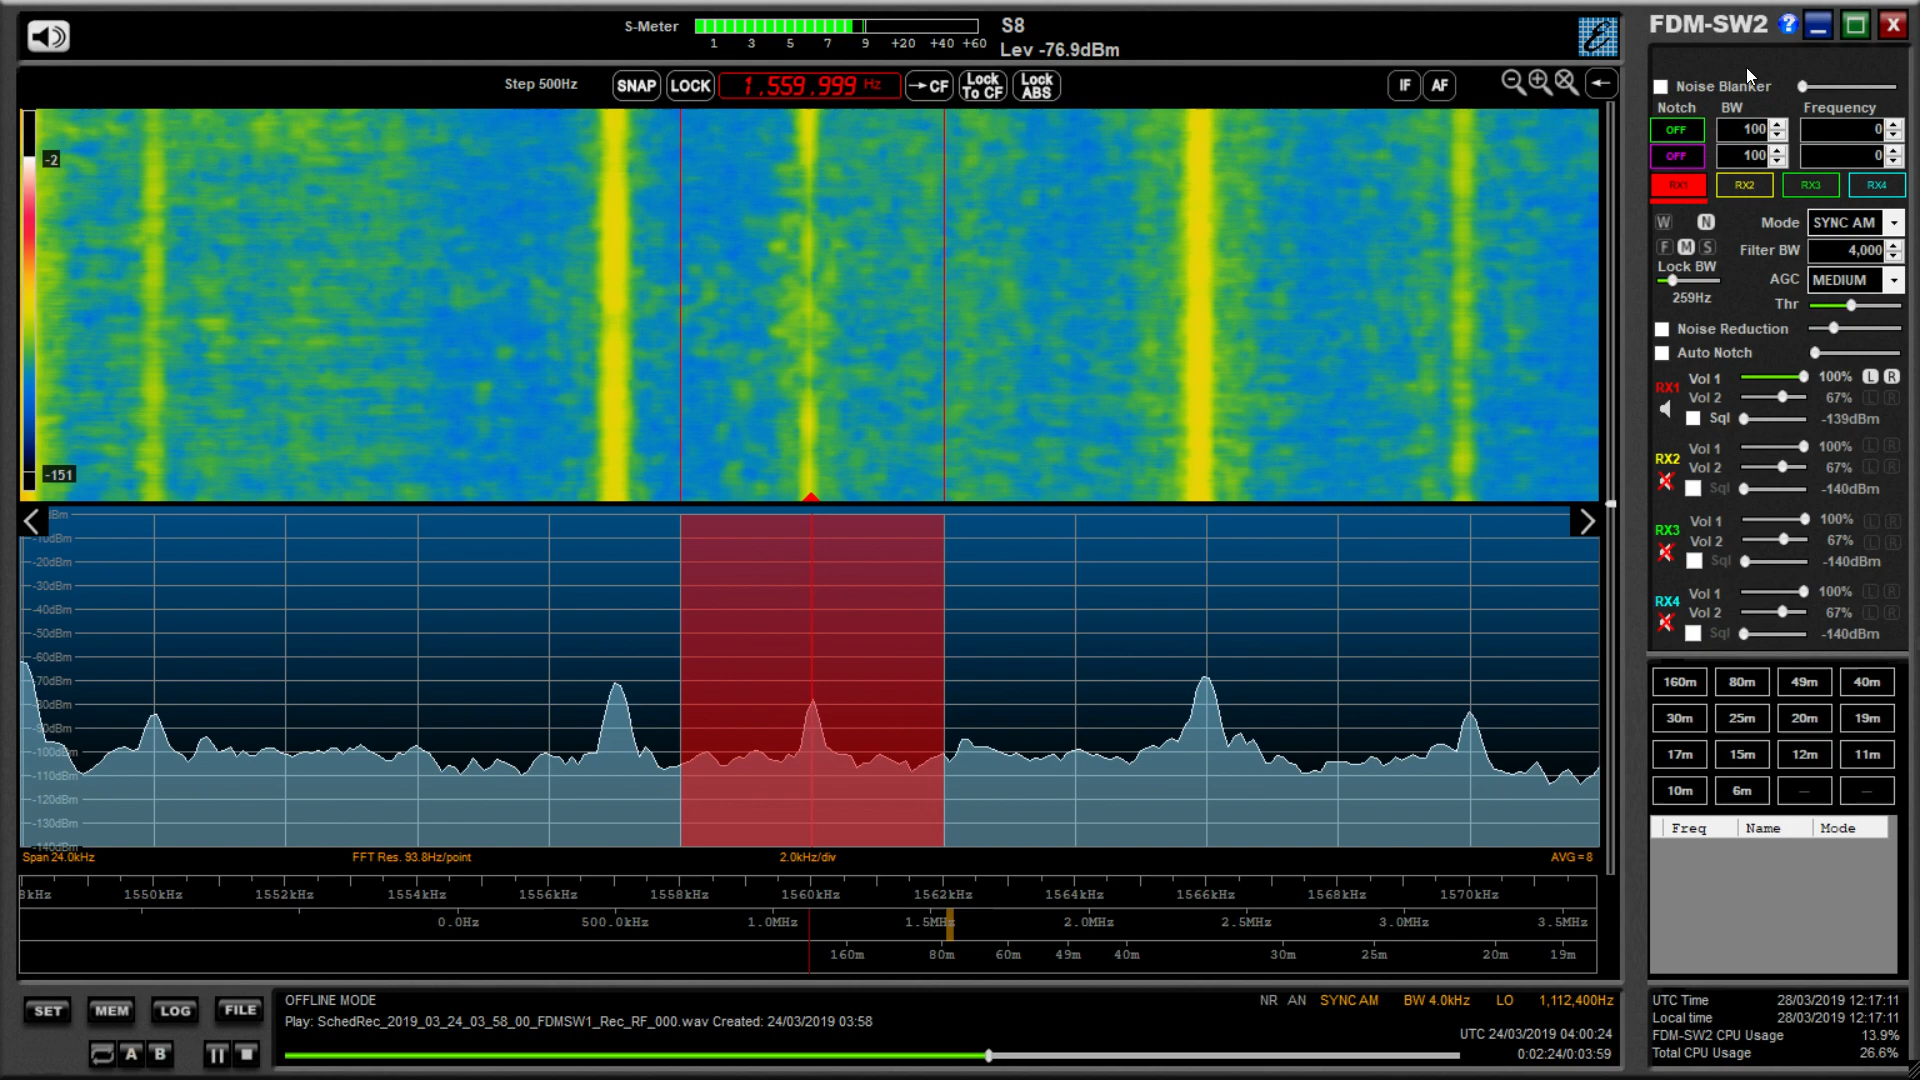 S-Meter
1 3 5 7 9 +20 +40 +60
S8
Lev -76.9dBm
FDM-SW2
?
X
Step 500Hz
SNAP
LOCK
1.559.999 Hz
→CF
Lock To CF
Lock ABS
IF
AF
-2
-151
Noise Blanker
Notch BW Frequency
OFF 100 0
OFF 100 0
RX1 RX2 RX3 RX4
W N Mode SYNC AM
F M S Filter BW 4,000
Lock BW
AGC MEDIUM
259Hz
Thr
Noise Reduction
Auto Notch
RX1 Vol 1 100% L R
Vol 2 67% L R
Sql -139dBm
RX2 Vol 1 100% L R
Vol 2 67% L R
Sql -140dBm
RX3 Vol 1 100% L R
Vol 2 67% L R
Sql -140dBm
RX4 Vol 1 100% L R
Vol 2 67% L R
Sql -140dBm
160m 80m 49m 40m
30m 25m 20m 19m
17m 15m 12m 11m
10m 6m
Freq Name Mode
dBm
-10dBm
-20dBm
-30dBm
-40dBm
-50dBm
-60dBm
-70dBm
-80dBm
-90dBm
-100dBm
-110dBm
-120dBm
-130dBm
-140dBm
Span 24.0kHz FFT Res. 93.8Hz/point 2.0kHz/div AVG = 8
8kHz 1550kHz 1552kHz 1554kHz 1556kHz 1558kHz 1560kHz 1562kHz 1564kHz 1566kHz 1568kHz 1570kHz
0.0Hz 500.0kHz 1.0MHz 1.5MHz 2.0MHz 2.5MHz 3.0MHz 3.5MHz
160m 80m 60m 49m 40m 30m 25m 20m 19m
SET MEM LOG FILE
A B
OFFLINE MODE
NR AN SYNC AM BW 4.0kHz LO 1,112,400Hz
Play: SchedRec_2019_03_24_03_58_00_FDMSW1_Rec_RF_000.wav Created: 24/03/2019 03:58
UTC 24/03/2019 04:00:24
0:02:24/0:03:59
UTC Time 28/03/2019 12:17:11
Local time 28/03/2019 12:17:11
FDM-SW2 CPU Usage 13.9%
Total CPU Usage 26.6%